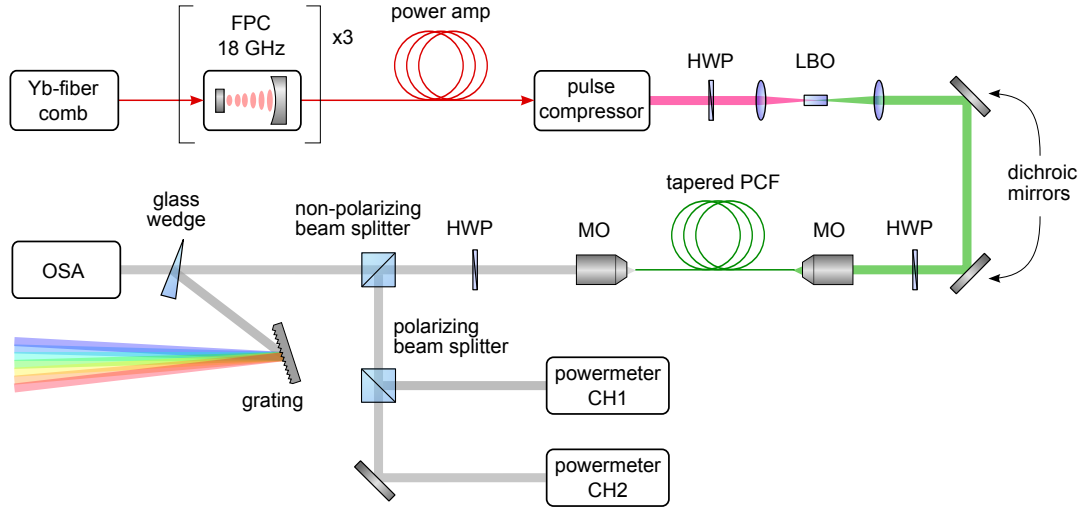 power amp
FPC
18 GHz
x3
Yb-fiber
comb
pulse
compressor
HWP
LBO
dichroic
mirrors
tapered PCF
glass
wedge
non-polarizing
beam splitter
HWP
MO
MO
HWP
OSA
polarizing
beam splitter
grating
powermeter
CH1
powermeter
CH2